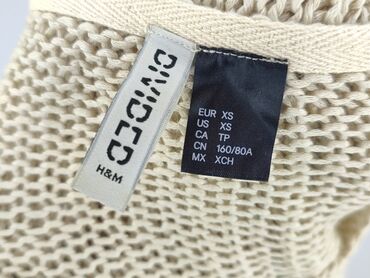 DIVIDED
H&M
EUR XS
US XS
CA TP
CN 160/80A
MX XCH